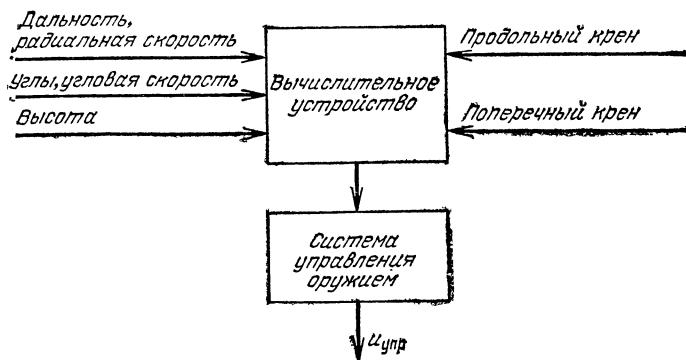 Дальность,
радиальная скорость
Углы, угловая скорость
Высота
Вычислительное
устройство
Продольный крен
Поперечный крен
Система
управления
оружием
uупр